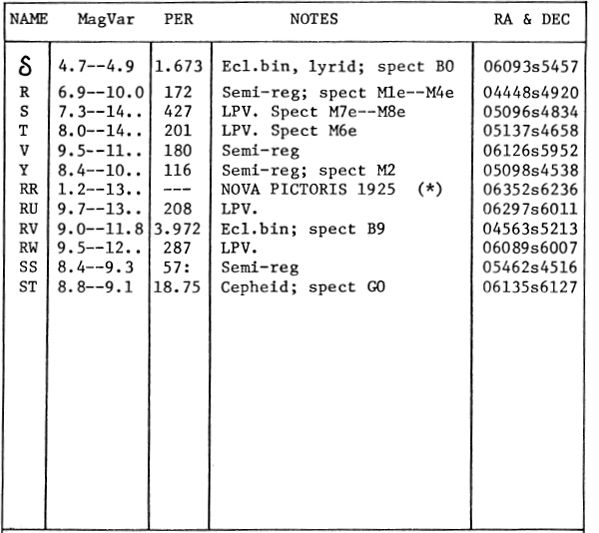 NAME MagVar PER NOTES RA & DEC
δ 4.7--4.9 1.673 Ecl.bin, lyrid; spect B0 06093s5457
R 6.9--10.0 172 Semi-reg; spect M1e--M4e 04448s4920
S 7.3--14.. 427 LPV. Spect M7e--M8e 05096s4834
T 8.0--14.. 201 LPV. Spect M6e 05137s4658
V 9.5--11.. 180 Semi-reg 06126s5952
Y 8.4--10.. 116 Semi-reg; spect M2 05098s4538
RR 1.2--13.. --- NOVA PICTORIS 1925 (*) 06352s6236
RU 9.7--13.. 208 LPV. 06297s6011
RV 9.0--11.8 3.972 Ecl.bin; spect B9 04563s5213
RW 9.5--12.. 287 LPV. 06089s6007
SS 8.4--9.3 57: Semi-reg 05462s4516
ST 8.8--9.1 18.75 Cepheid; spect G0 06135s6127